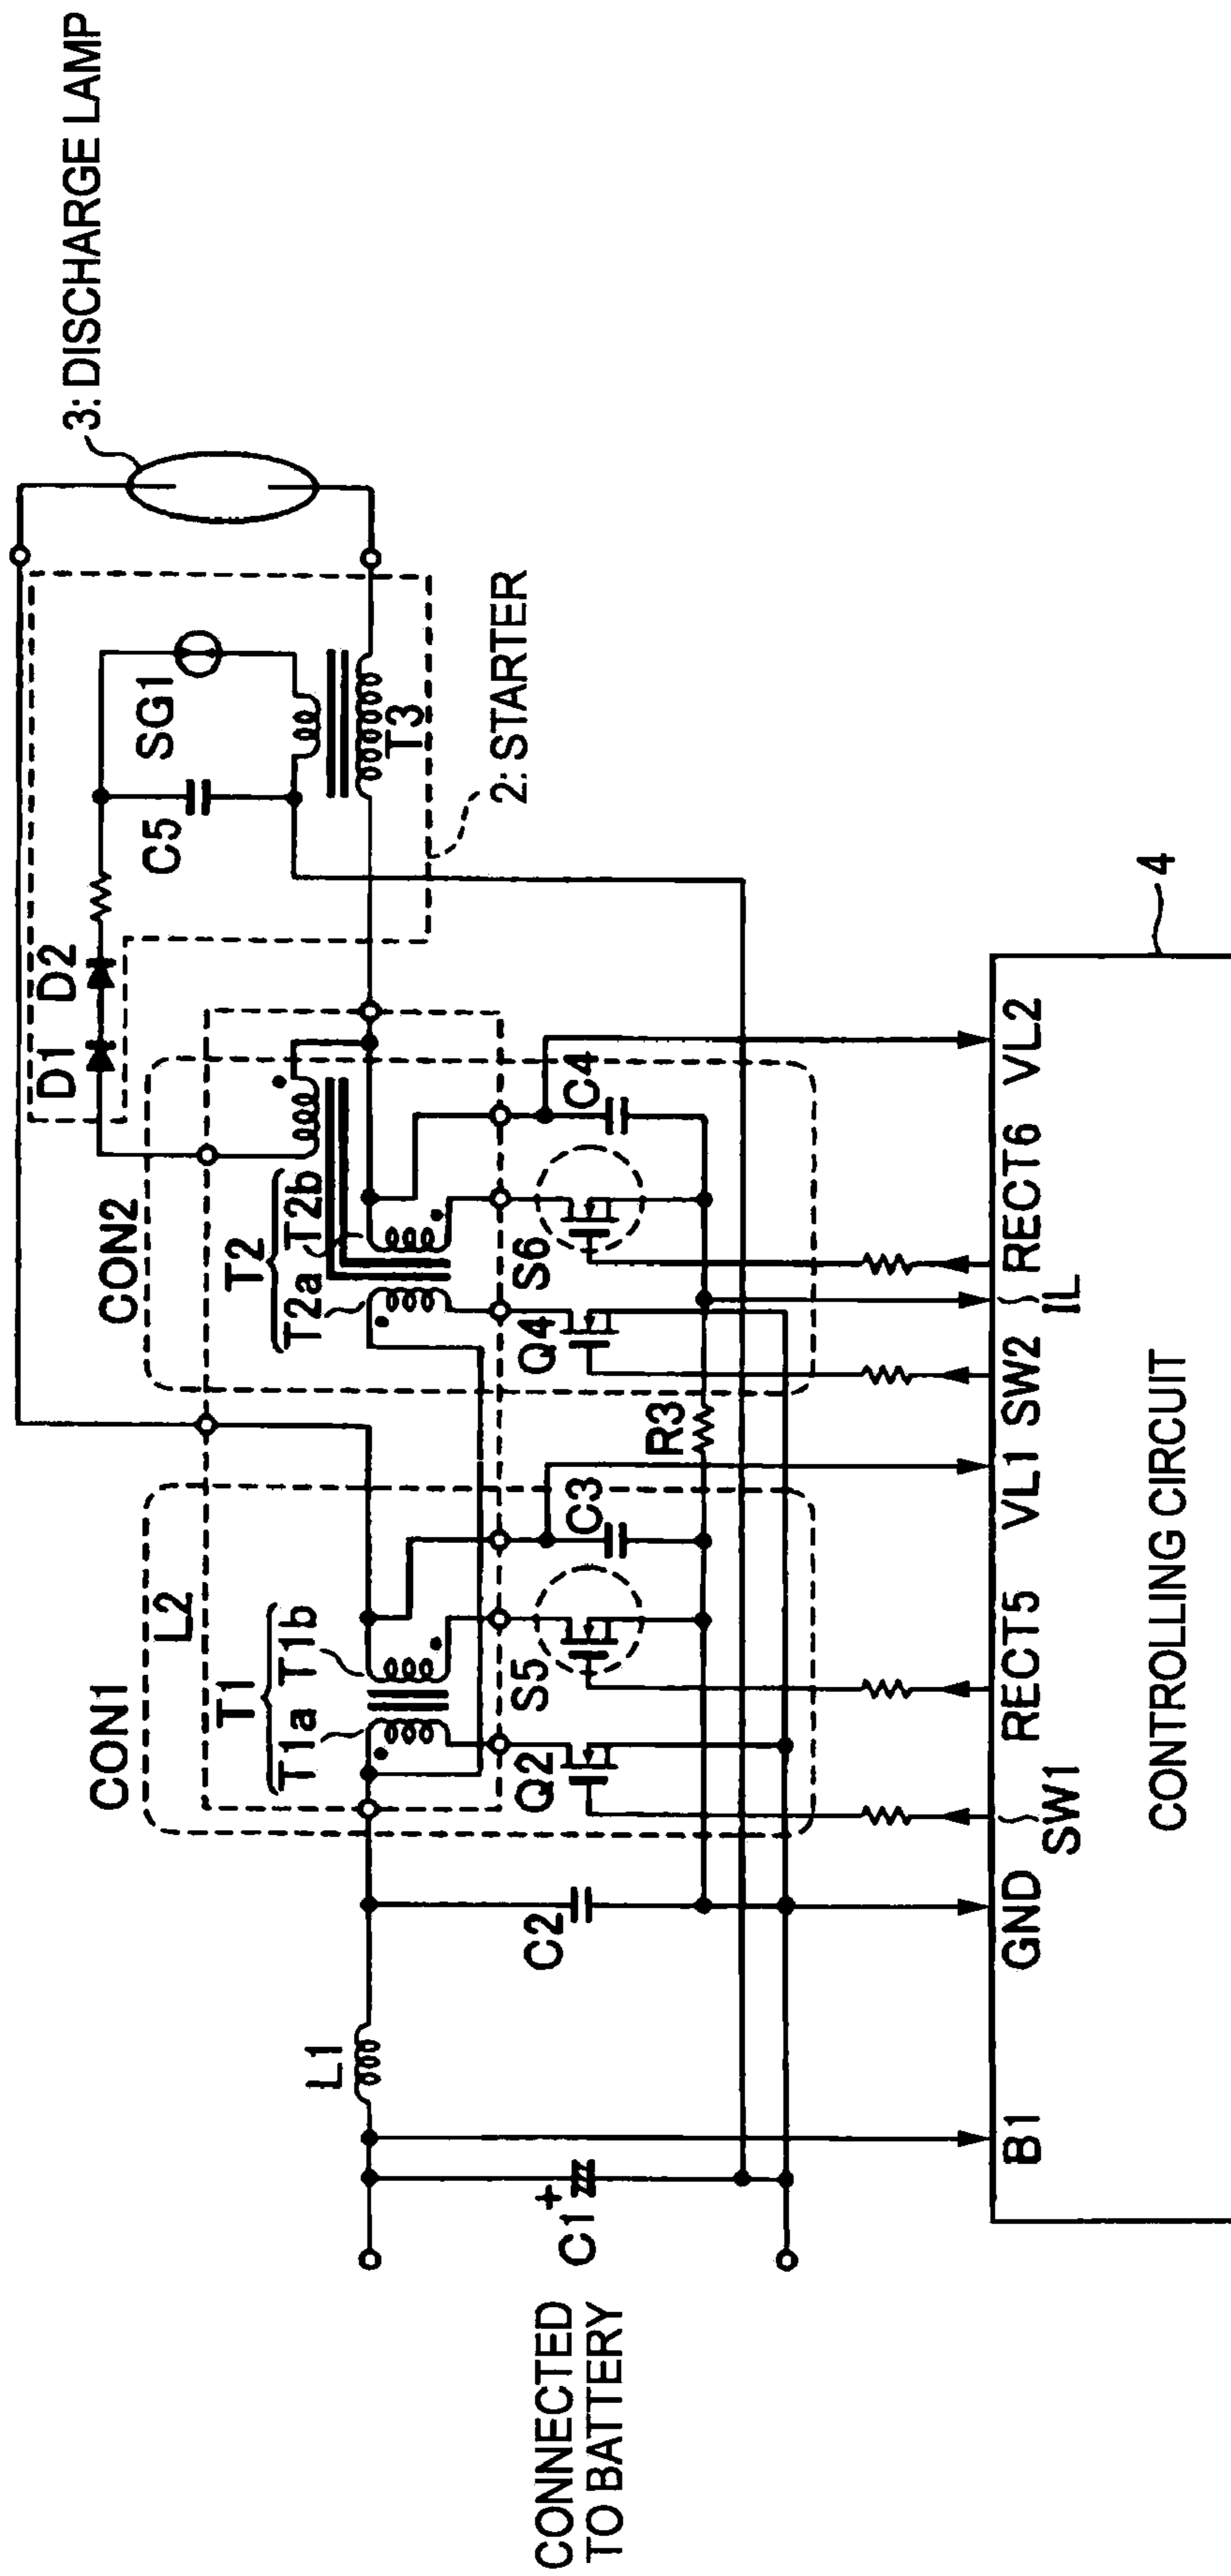 3: DISCHARGE LAMP
D1
D2
SG1
C5
T3
2: STARTER
CON1
L2
T1
T1a
T1b
CON2
T2
T2a
T2b
L1
C1
+
C2
Q2
S5
C3
R3
Q4
S6
C4
CONNECTED
TO BATTERY
4
B1
GND
SW1
RECT5
VL1
SW2
IL
RECT6
VL2
CONTROLLING CIRCUIT